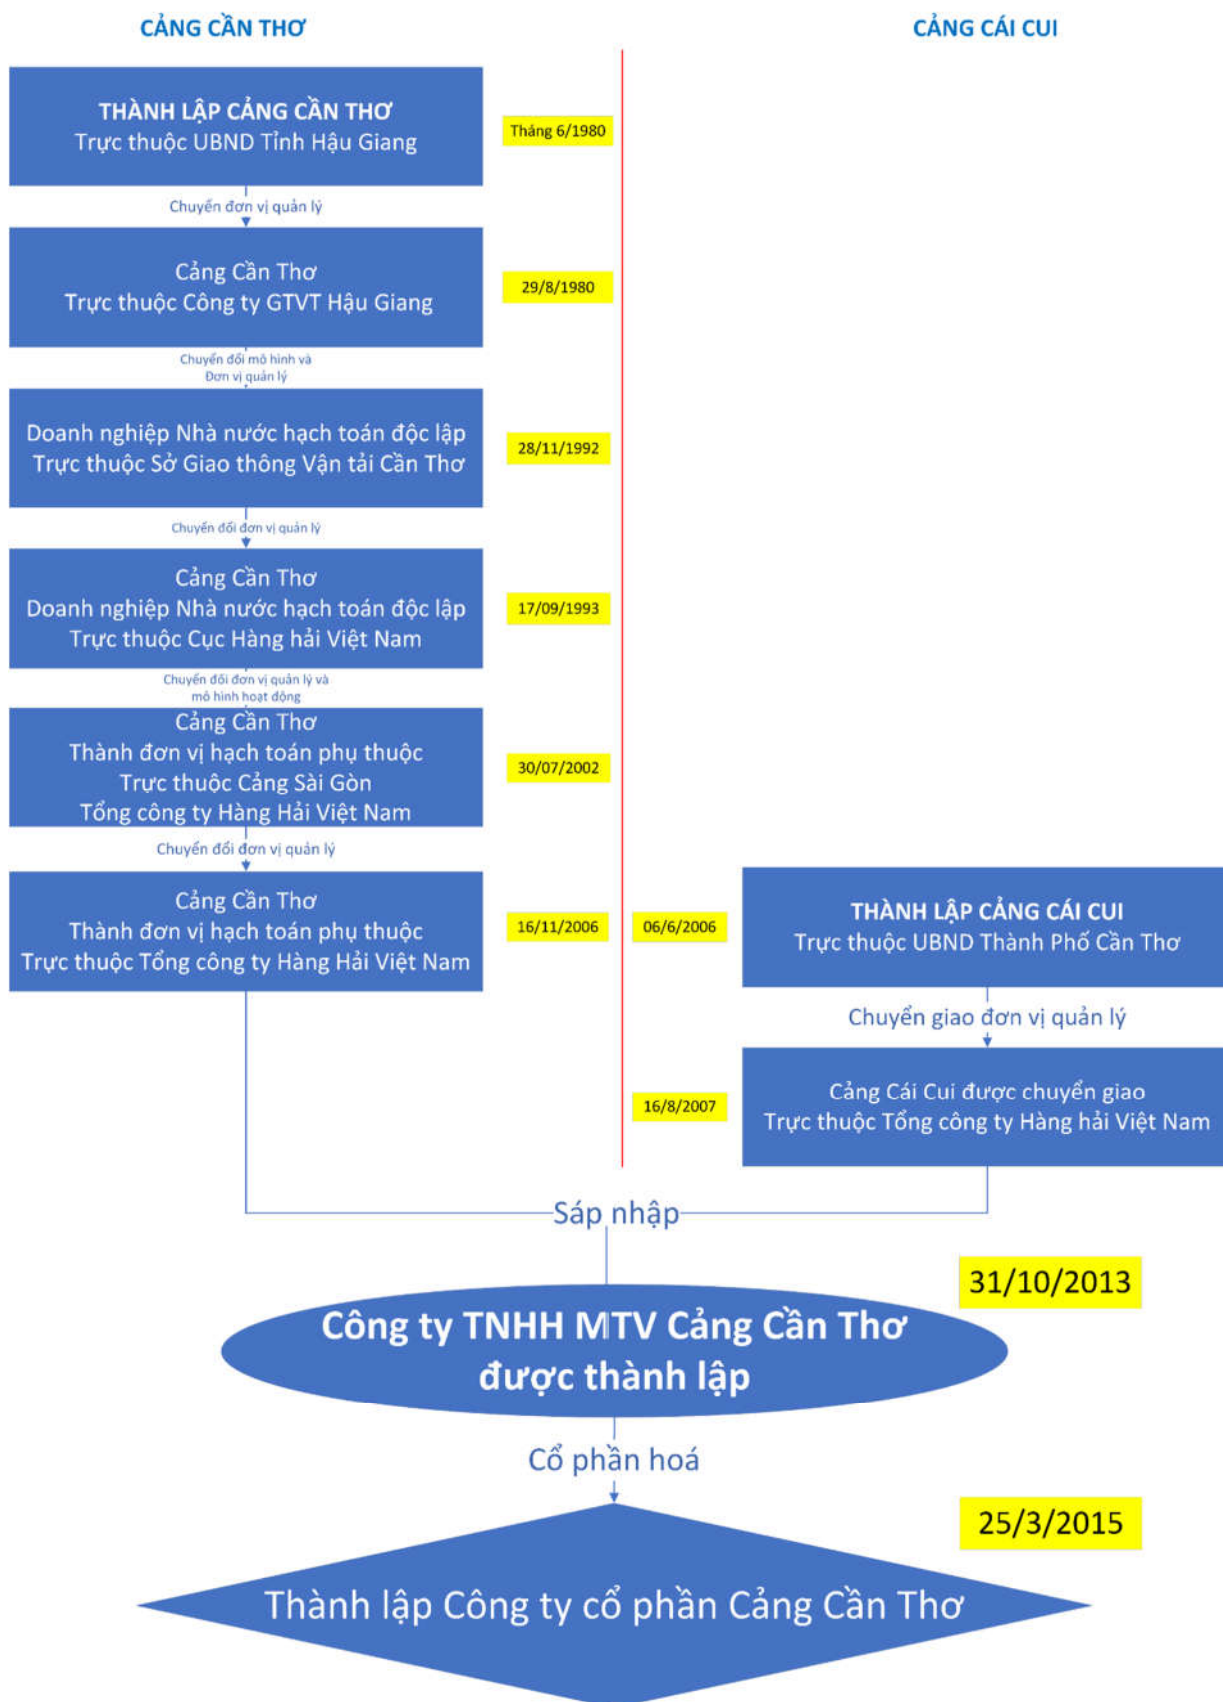 CẢNG CẦN THƠ
CẢNG CÁI CUI
THÀNH LẬP CẢNG CẦN THƠ
Trực thuộc UBND Tỉnh Hậu Giang
Tháng 6/1980
Chuyển đơn vị quản lý
Cảng Cần Thơ
Trực thuộc Công ty GTVT Hậu Giang
29/8/1980
Chuyển đổi mô hình và
Đơn vị quản lý
Doanh nghiệp Nhà nước hạch toán độc lập
Trực thuộc Sở Giao thông Vận tải Cần Thơ
28/11/1992
Chuyển đổi đơn vị quản lý
Cảng Cần Thơ
Doanh nghiệp Nhà nước hạch toán độc lập
Trực thuộc Cục Hàng hải Việt Nam
17/09/1993
Chuyển đổi đơn vị quản lý và
mô hình hoạt động
Cảng Cần Thơ
Thành đơn vị hạch toán phụ thuộc
Trực thuộc Cảng Sài Gòn
Tổng công ty Hàng Hải Việt Nam
30/07/2002
Chuyển đổi đơn vị quản lý
Cảng Cần Thơ
Thành đơn vị hạch toán phụ thuộc
Trực thuộc Tổng công ty Hàng Hải Việt Nam
16/11/2006
06/6/2006
THÀNH LẬP CẢNG CÁI CUI
Trực thuộc UBND Thành Phố Cần Thơ
Chuyển giao đơn vị quản lý
16/8/2007
Cảng Cái Cui được chuyển giao
Trực thuộc Tổng công ty Hàng hải Việt Nam
Sáp nhập
31/10/2013
Công ty TNHH MTV Cảng Cần Thơ
được thành lập
Cổ phần hoá
25/3/2015
Thành lập Công ty cổ phần Cảng Cần Thơ